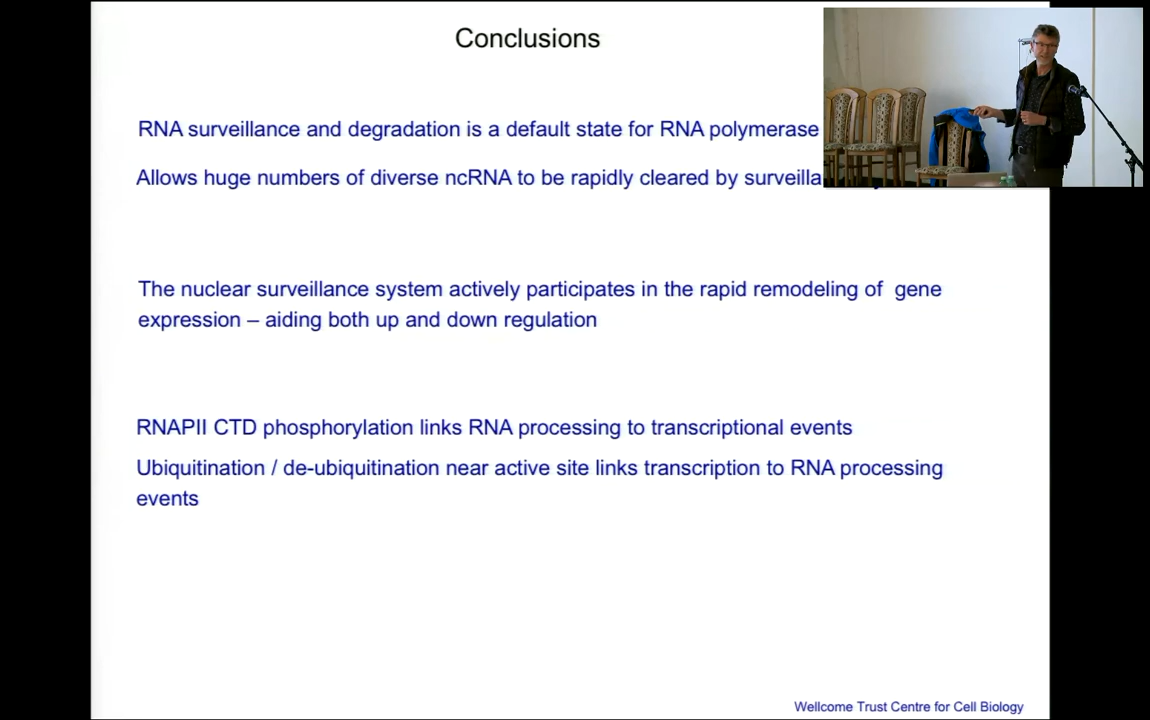 Conclusions
RNA surveillance and degradation is a default state for RNA polymerase
Allows huge numbers of diverse ncRNA to be rapidly cleared by
The nuclear surveillance system actively participates in the rapid remodeling of gene
expression – aiding both up and down regulation
RNAPII CTD phosphorylation links RNA processing to transcriptional events
Ubiquitination / de-ubiquitination near active site links transcription to RNA processing
events
Wellcome Trust Centre for Cell Biology